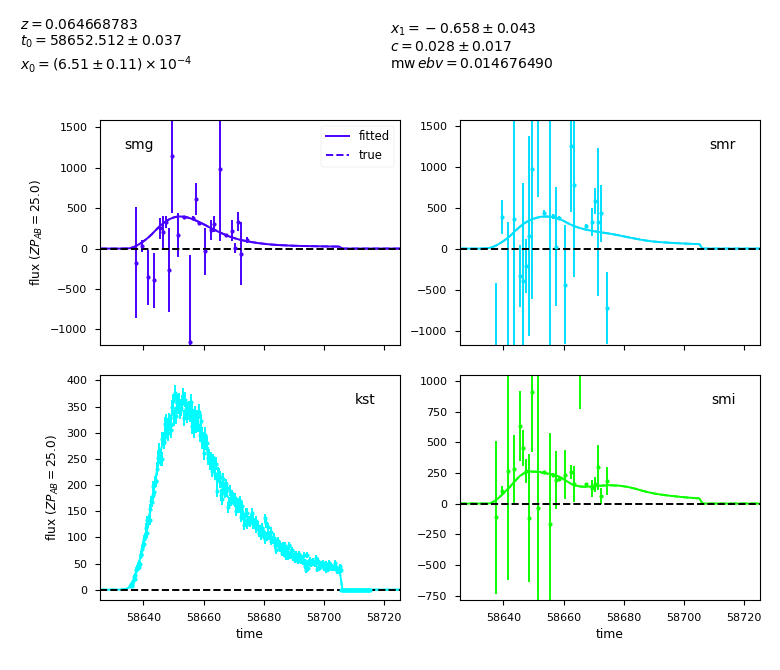 z = 0.064668783
t₀ = 58652.512 ± 0.037
x₀ = (6.51 ± 0.11) × 10⁻⁴
x₁ = −0.658 ± 0.043
c = 0.028 ± 0.017
mw ebv = 0.014676490
smg
fitted
true
1500
1000
500
0
−500
−1000
flux (ZP_AB = 25.0)
smr
1500
1000
500
0
−500
−1000
kst
400
350
300
250
200
150
100
50
0
flux (ZP_AB = 25.0)
58640 58660 58680 58700 58720
time
smi
1000
750
500
250
0
−250
−500
−750
58640 58660 58680 58700 58720
time